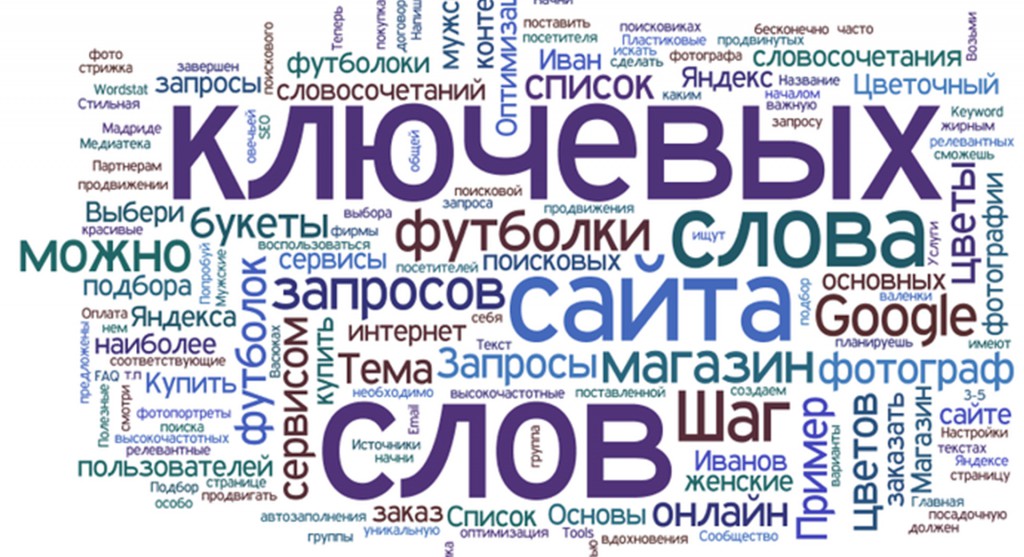 начни
Теперь
покупка
договор
Напиш
мужс
конте
Оптимизац
поставить
посетителя
поисковиках
бесконечно
часто
Возьми
фото
стрижка
поискового
Пластиковые
продвинутых
искать
сделать
фотографа
словосочетания
Иван
завершен
футболоки
запросы
Wordstat
словосочетаний
список
каким
Яндекс
Название
Цветочный
началом
важную
запросу
Стильная
Keyword
жирным
релевантных
сможешь
Мадриде
Медиатека
овечьей
SEO
ключевых
общей
Партнерам
продвижении
поисковой
запроса
продвижения
Выбери
красивые
букеты
выбора
фирмы
футболки
слова
ищут
Услуги
цветы
фотографии
можно
воспользоваться
сервисы
посетителей
поисковых
подбора
Попробуй
Мужские
футболок
запросов
сайта
подбор
основных
валенки
Google
Оплата
нем
Яндекса
себя
интернет
планируешь
имеют
предложены
наиболее
соответствующие
Васюках
сервисом
купить
Текст
Тема
Запросы
магазин
фотограф
FAQ
т.п
Купить
необходимо
высокочастотные
поставленной
создаем
3-5
Полезные
смотри
фотопортреты
поиска
высокочастотных
релевантные
слов
Email
Источники
начни
группа
Шаг
Пример
варианты
цветов
заказать
Магазин
сайте
Настройки
текстах
Яндексе
страницу
пользователей
Иванов
женские
Подбор
странице
особо
продвигать
автозаполнения
заказ
Список
Основы
онлайн
Главная
посадочную
должен
группы
уникальную
оптимизация
Tools
вдохновения
Сообщество